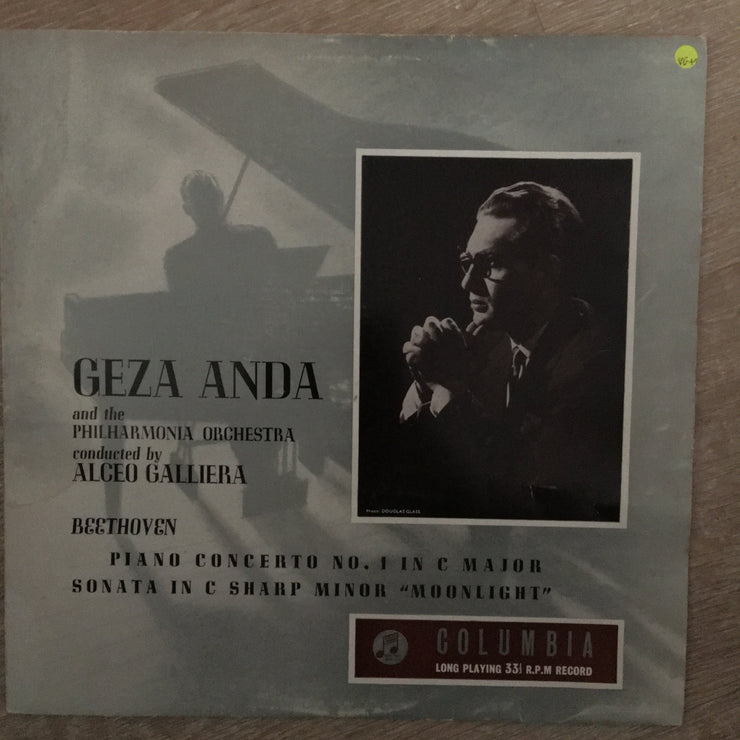 VG++
GEZA ANDA
and the
PHILHARMONIA ORCHESTRA
conducted by
ALCEO GALLIERA
BEETHOVEN
PIANO CONCERTO NO. 1 IN C MAJOR
SONATA IN C SHARP MINOR "MOONLIGHT"
Photo: DOUGLAS GLASS
COLUMBIA
LONG PLAYING 33⅓ R.P.M RECORD